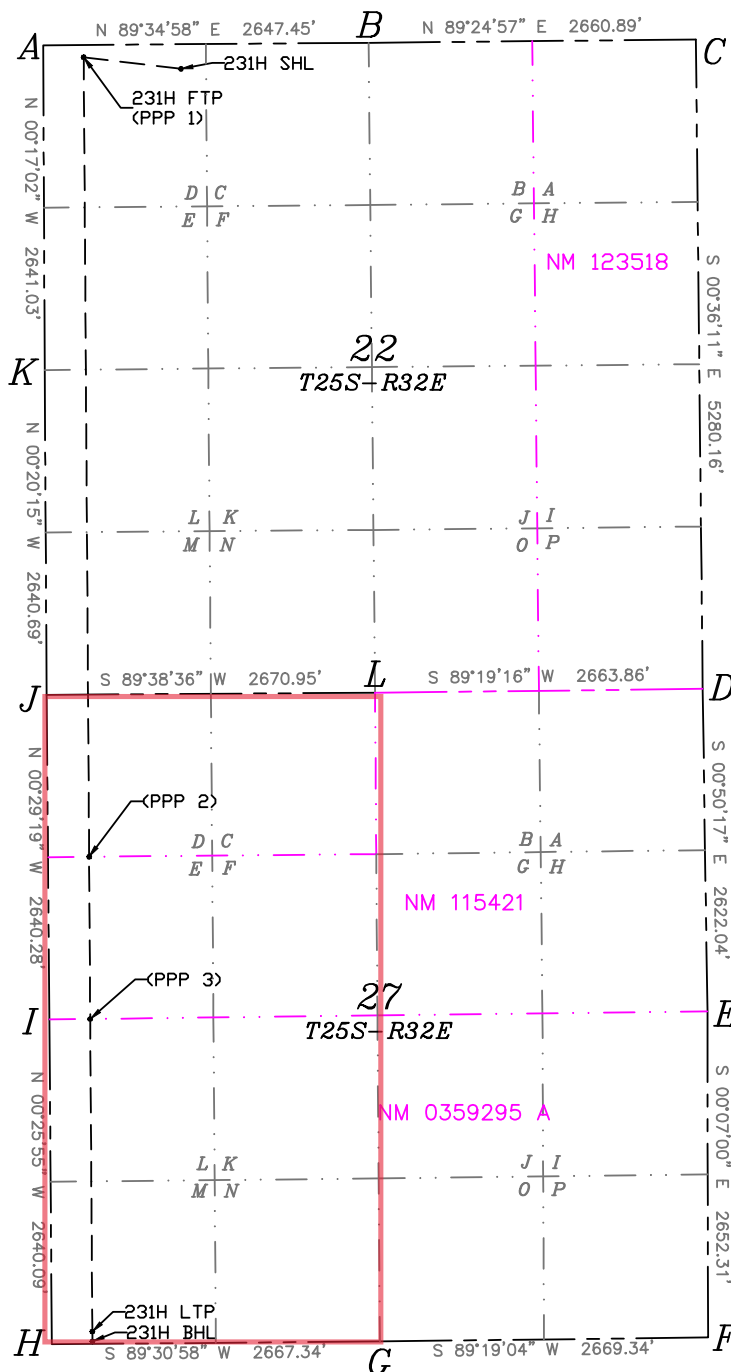 N 89°34'58" E 2647.45'
B
N 89°24'57" E 2660.89'
A
C
231H SHL
231H FTP
(PPP 1)
N 00°17'02" W 2641.03'
D C
E F
B A
G H
NM 123518
S 00°36'11" E 5280.16'
K
22
T25S-R32E
N 00°20'15" W 2640.69'
L K
M N
J I
O P
S 89°38'36" W 2670.95'
L
S 89°19'16" W 2663.86'
J
D
N 00°29'19" W 2640.28'
(PPP 2)
S 00°50'17" E 2622.04'
D C
E F
B A
G H
NM 115421
(PPP 3)
I
27
T25S-R32E
E
N 00°25'55" W 2640.09'
NM 0359295 A
S 00°07'00" E 2652.31'
L K
M N
J I
O P
231H LTP
231H BHL
H
S 89°30'58" W 2667.34'
G
S 89°19'04" W 2669.34'
F